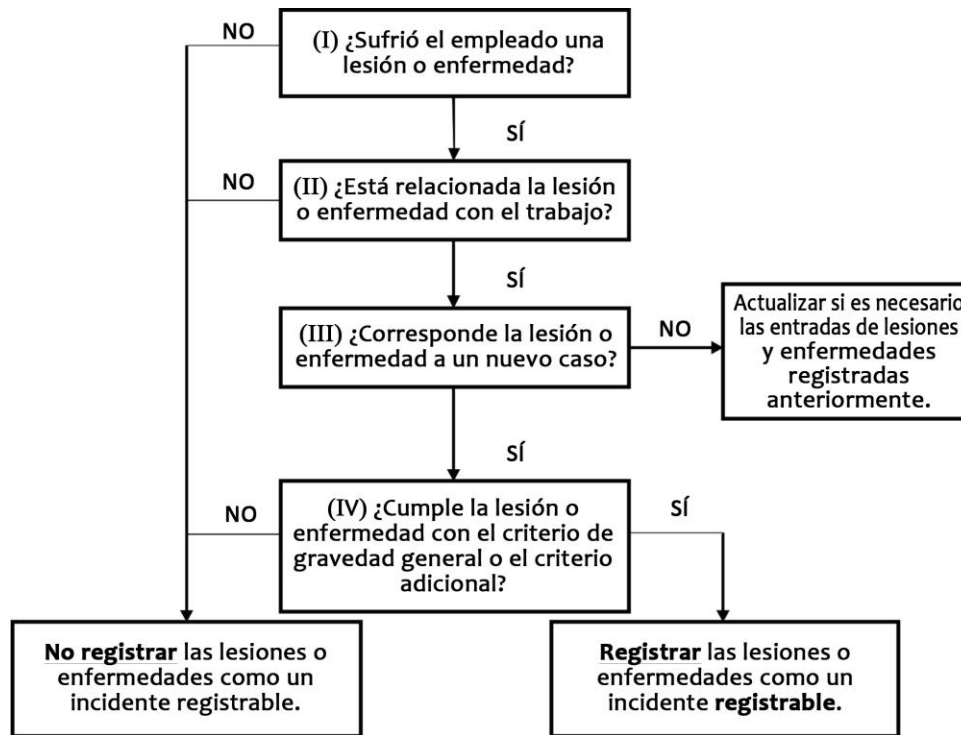 NO
(I) ¿Sufrió el empleado una
lesión o enfermedad?
SÍ
NO
(II) ¿Está relacionada la lesión
o enfermedad con el trabajo?
SÍ
(III) ¿Corresponde la lesión o
enfermedad a un nuevo caso?
NO
Actualizar si es necesario
las entradas de lesiones
y enfermedades
registradas
anteriormente.
SÍ
NO
(IV) ¿Cumple la lesión o
enfermedad con el criterio de
gravedad general o el criterio
adicional?
SÍ
No registrar las lesiones o
enfermedades como un
incidente registrable.
Registrar las lesiones o
enfermedades como un
incidente registrable.